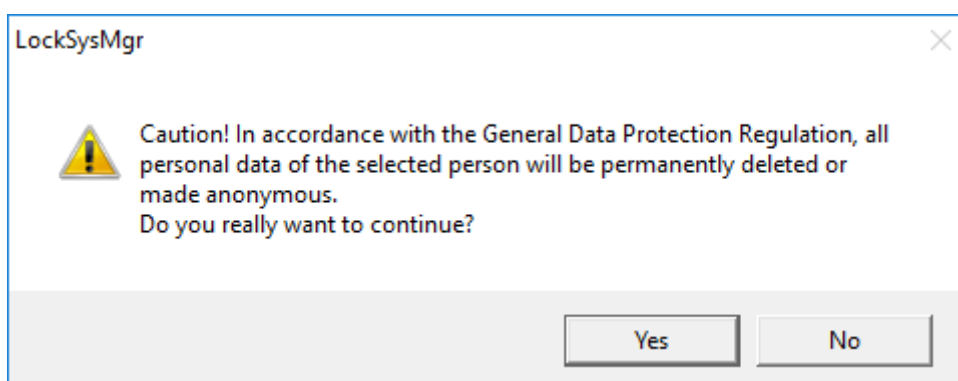 LockSysMgr
Caution! In accordance with the General Data Protection Regulation, all
personal data of the selected person will be permanently deleted or
made anonymous.
Do you really want to continue?
Yes
No